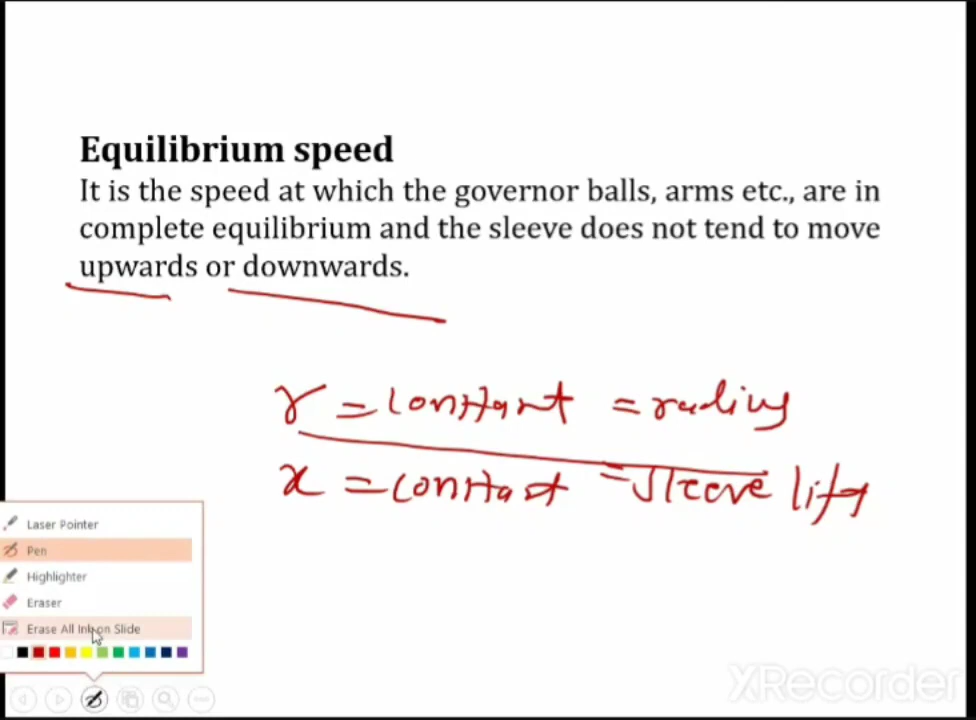 Equilibrium speed
It is the speed at which the governor balls, arms etc., are in
complete equilibrium and the sleeve does not tend to move
upwards or downwards.
r = constant = radius
x = constant = sleeve lift
Laser Pointer
Pen
Highlighter
Eraser
Erase All Ink on Slide
XRecorder